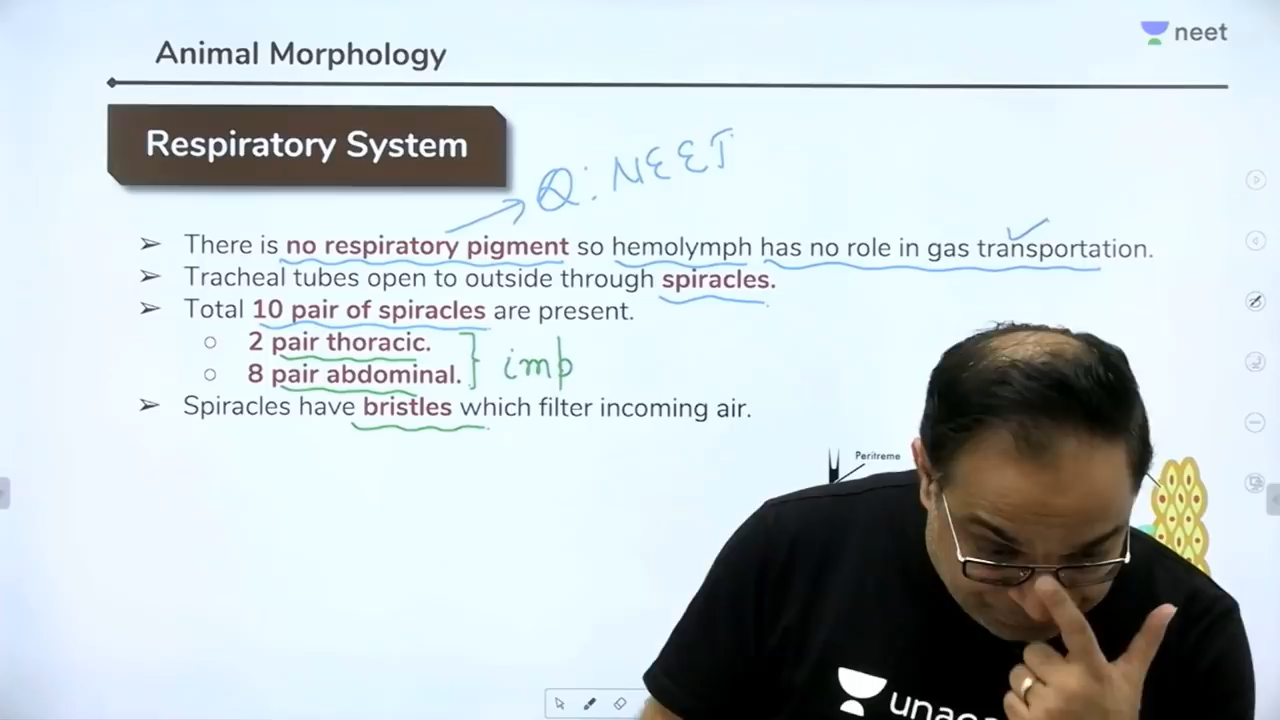 neet
Animal Morphology
Respiratory System
Q: NEET
➢ There is no respiratory pigment so hemolymph has no role in gas transportation.
➢ Tracheal tubes open to outside through spiracles.
➢ Total 10 pair of spiracles are present.
○ 2 pair thoracic.
○ 8 pair abdominal.
} imp
➢ Spiracles have bristles which filter incoming air.
Peritreme